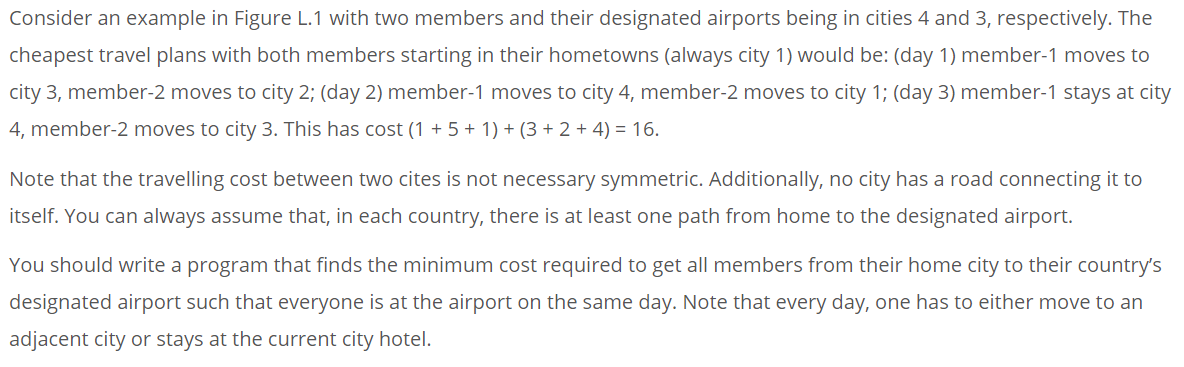 Consider an example in Figure L.1 with two members and their designated airports being in cities 4 and 3, respectively. The
cheapest travel plans with both members starting in their hometowns (always city 1) would be: (day 1) member-1 moves to
city 3, member-2 moves to city 2; (day 2) member-1 moves to city 4, member-2 moves to city 1; (day 3) member-1 stays at city
4, member-2 moves to city 3. This has cost (1 + 5 + 1) + (3 + 2 + 4) = 16.
Note that the travelling cost between two cites is not necessary symmetric. Additionally, no city has a road connecting it to
itself. You can always assume that, in each country, there is at least one path from home to the designated airport.
You should write a program that finds the minimum cost required to get all members from their home city to their country’s
designated airport such that everyone is at the airport on the same day. Note that every day, one has to either move to an
adjacent city or stays at the current city hotel.